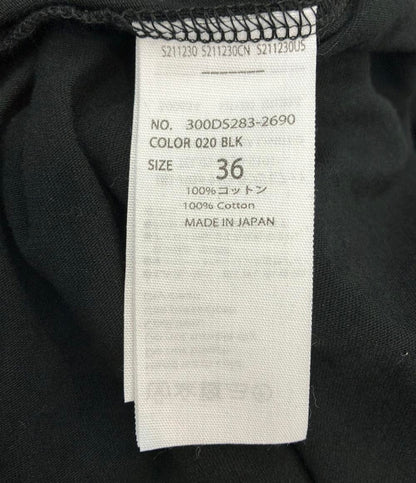 S211230 S211230CN S211230US
NO. 300DS283-2690
COLOR 020 BLK
SIZE 36
100%コットン
100% Cotton
MADE IN JAPAN